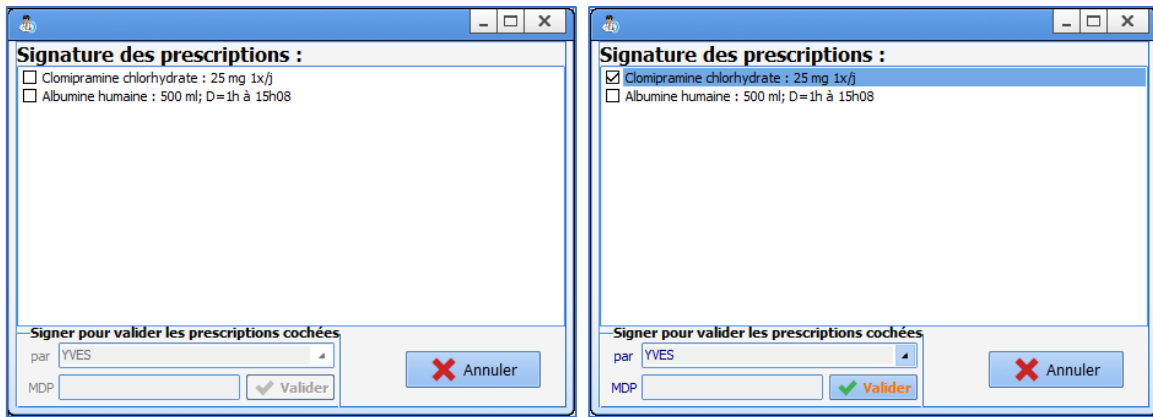 Signature des prescriptions :
Clomipramine chlorhydrate : 25 mg 1x/j
Albumine humaine : 500 ml; D=1h à 15h08
Signer pour valider les prescriptions cochées
par YVES
Annuler
MDP Valider
Signature des prescriptions :
Clomipramine chlorhydrate : 25 mg 1x/j
Albumine humaine : 500 ml; D=1h à 15h08
Signer pour valider les prescriptions cochées
par YVES
Annuler
MDP Valider